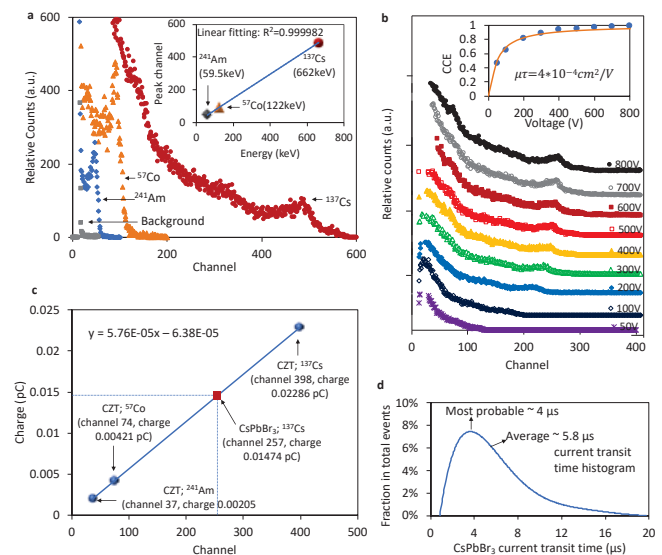 a
600
500
400
300
200
100
0
Relative Counts (a.u.)
0
200
400
600
Channel
Linear fitting: R²=0.999982
Peak channel
600
400
200
0
0
200
400
600
800
Energy (keV)
²⁴¹Am
(59.5keV)
¹³⁷Cs
(662keV)
⁵⁷Co(122keV)
⁵⁷Co
²⁴¹Am
Background
¹³⁷Cs
b
Relative counts (a.u.)
0
100
200
300
400
Channel
CCE
1
0.8
0.6
0.4
0.2
0
0
200
400
600
800
Voltage (V)
μτ=4*10⁻⁴cm²/V
800V
700V
600V
500V
400V
300V
200V
100V
50V
c
y = 5.76E-05x − 6.38E-05
Charge (pC)
0.025
0.02
0.015
0.01
0.005
0
0
100
200
300
400
500
Channel
CZT; ¹³⁷Cs
(channel 398, charge
0.02286 pC)
CZT; ⁵⁷Co
(channel 74, charge
0.00421 pC)
CsPbBr₃; ¹³⁷Cs
(channel 257, charge
0.01474 pC)
CZT; ²⁴¹Am
(channel 37, charge 0.00205
d
Fraction in total events
10%
8%
6%
4%
2%
0%
0
4
8
12
16
20
CsPbBr₃ current transit time (μs)
Most probable ~ 4 μs
Average ~ 5.8 μs
current transit
time histogram